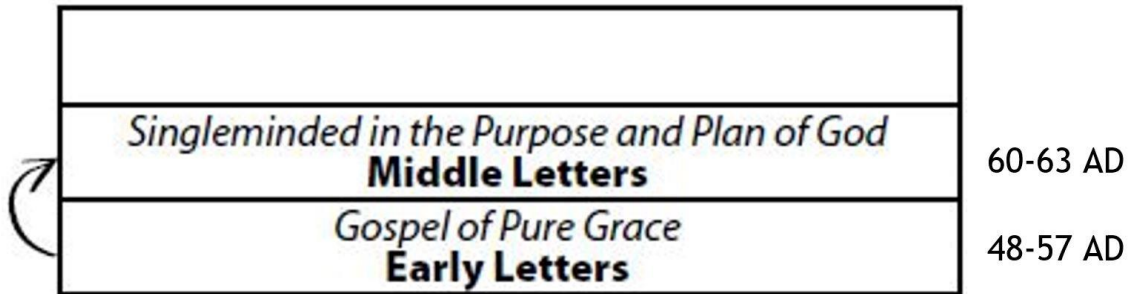 Singleminded in the Purpose and Plan of God
Middle Letters
60-63 AD
Gospel of Pure Grace
Early Letters
48-57 AD